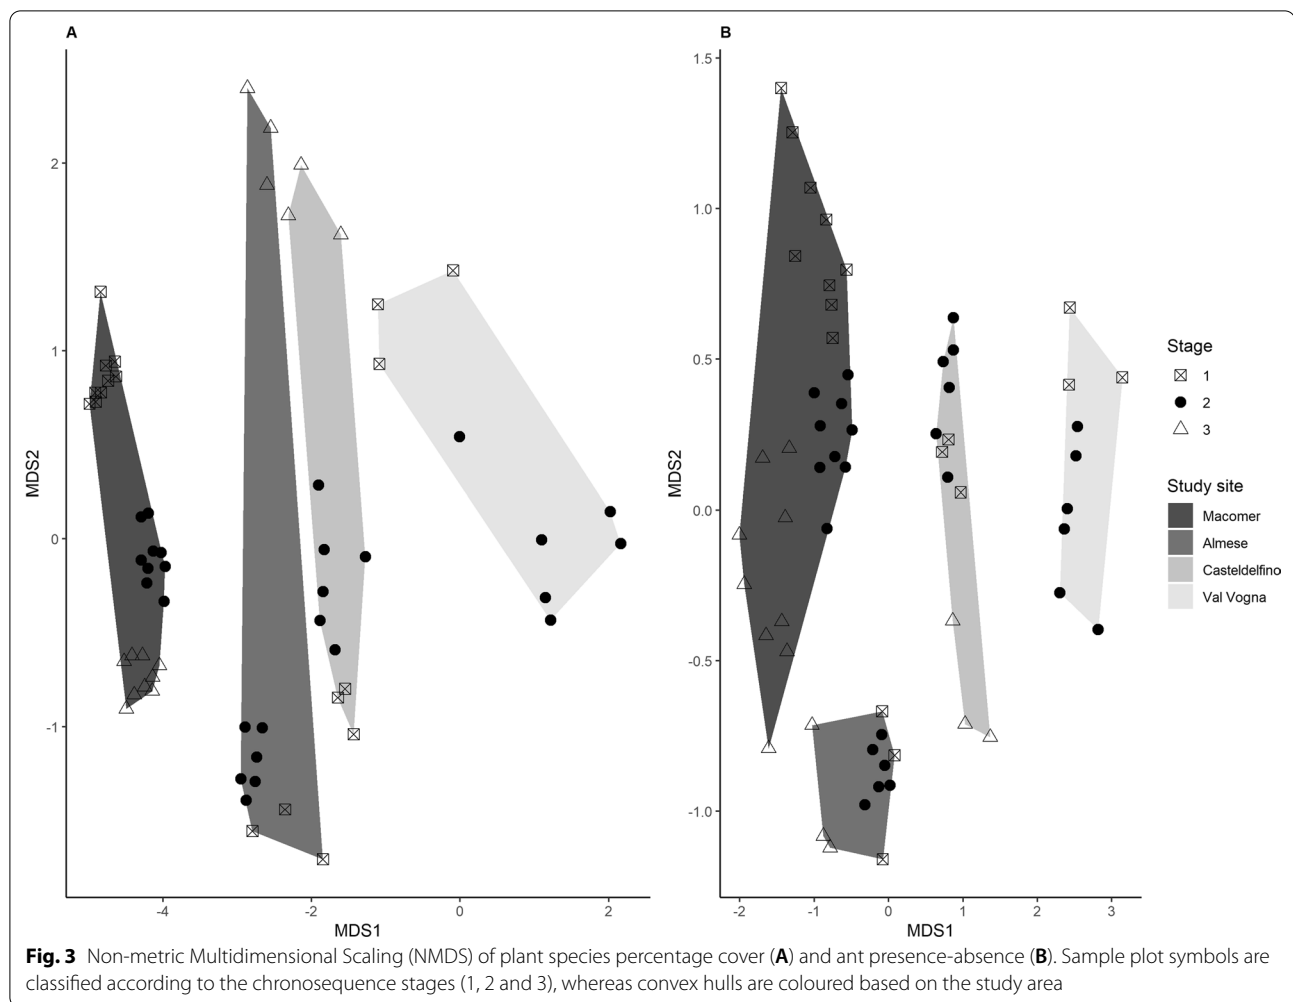 A
B
MDS2
2
1
0
-1
-4
-2
0
2
MDS1
MDS2
1.5
1.0
0.5
0.0
-0.5
-1.0
-2
-1
0
1
2
3
MDS1
Stage
1
2
3
Study site
Macomer
Almese
Casteldelfino
Val Vogna
Fig. 3 Non-metric Multidimensional Scaling (NMDS) of plant species percentage cover (A) and ant presence-absence (B). Sample plot symbols are
classified according to the chronosequence stages (1, 2 and 3), whereas convex hulls are coloured based on the study area